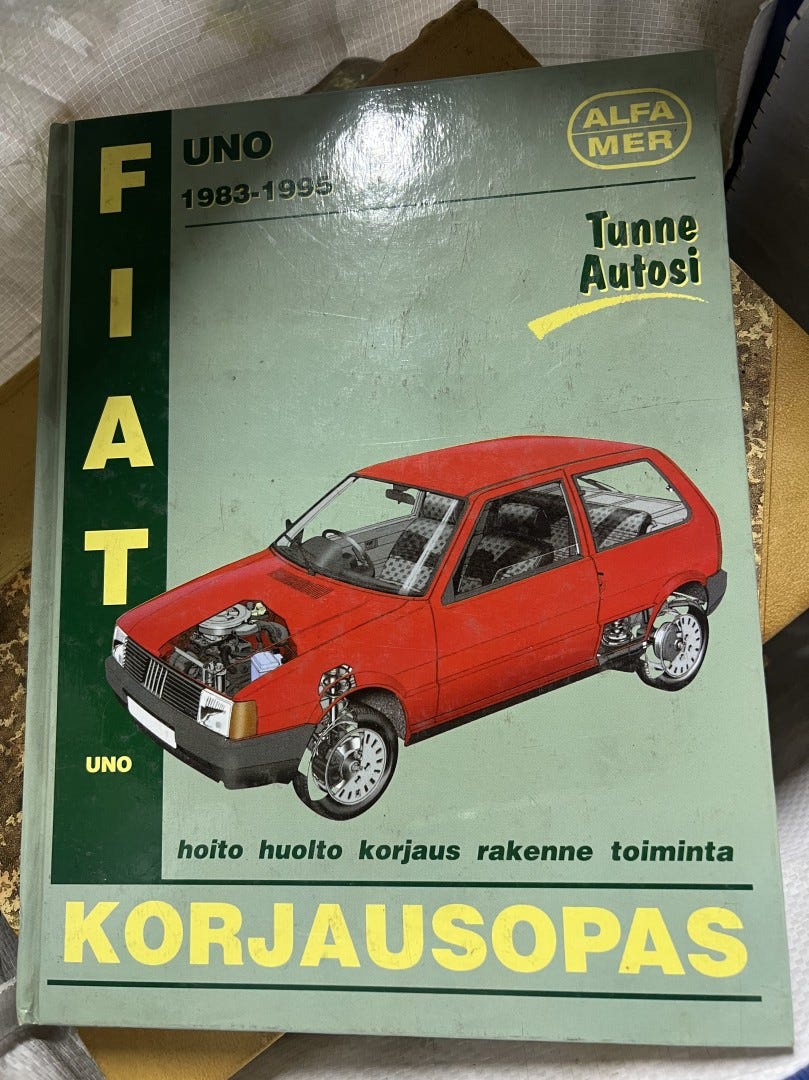 FIAT
UNO
1983-1995
ALFA
MER
Tunne
Autosi
UNO
hoito huolto korjaus rakenne toiminta
KORJAUSOPAS